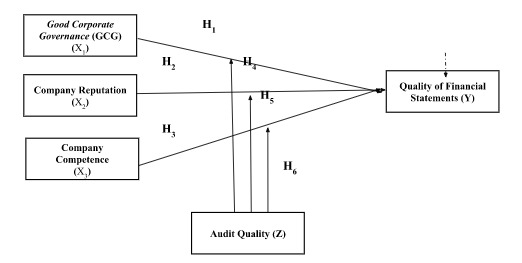 Good Corporate
Governance (GCG)
(X1)
H1
H2
H4
Company Reputation
(X2)
H5
Quality of Financial
Statements (Y)
H3
Company
Competence
(X3)
H6
Audit Quality (Z)